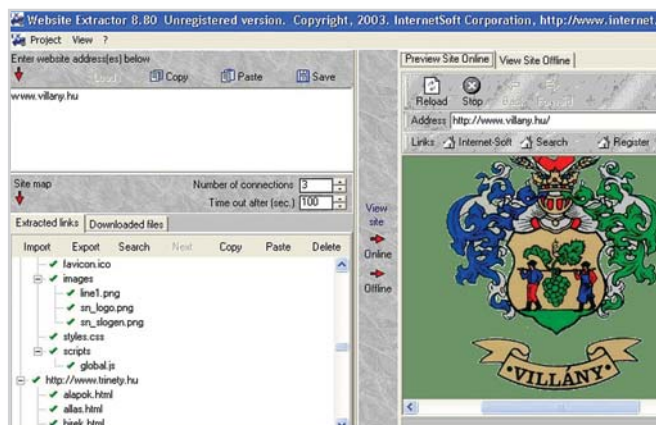 Website Extractor 8.80 Unregistered version. Copyright, 2003. InternetSoft Corporation, http://www.internet.
Project View ?
Enter website address(es) below
Load Copy Paste Save
www.villany.hu
Site map
Number of connections 3
Time out after (sec.) 100
Extracted links Downloaded files
Import Export Search Next Copy Paste Delete
favicon.ico
images
line1.png
sn_logo.png
sn_slogen.png
styles.css
scripts
global.js
http://www.trinety.hu
alapok.html
allas.html
hirek.html
View
site
Online
Offline
Preview Site Online View Site Offline
Reload Stop Back Forward
Address http://www.villany.hu/
Links Internet-Soft Search Register
•VILLÁNY•